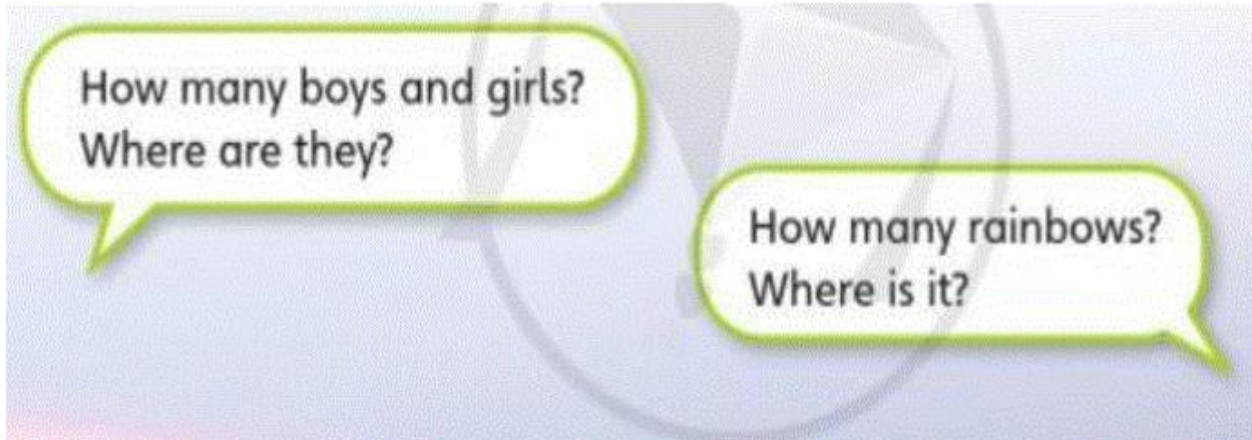 How many boys and girls?
Where are they?
How many rainbows?
Where is it?